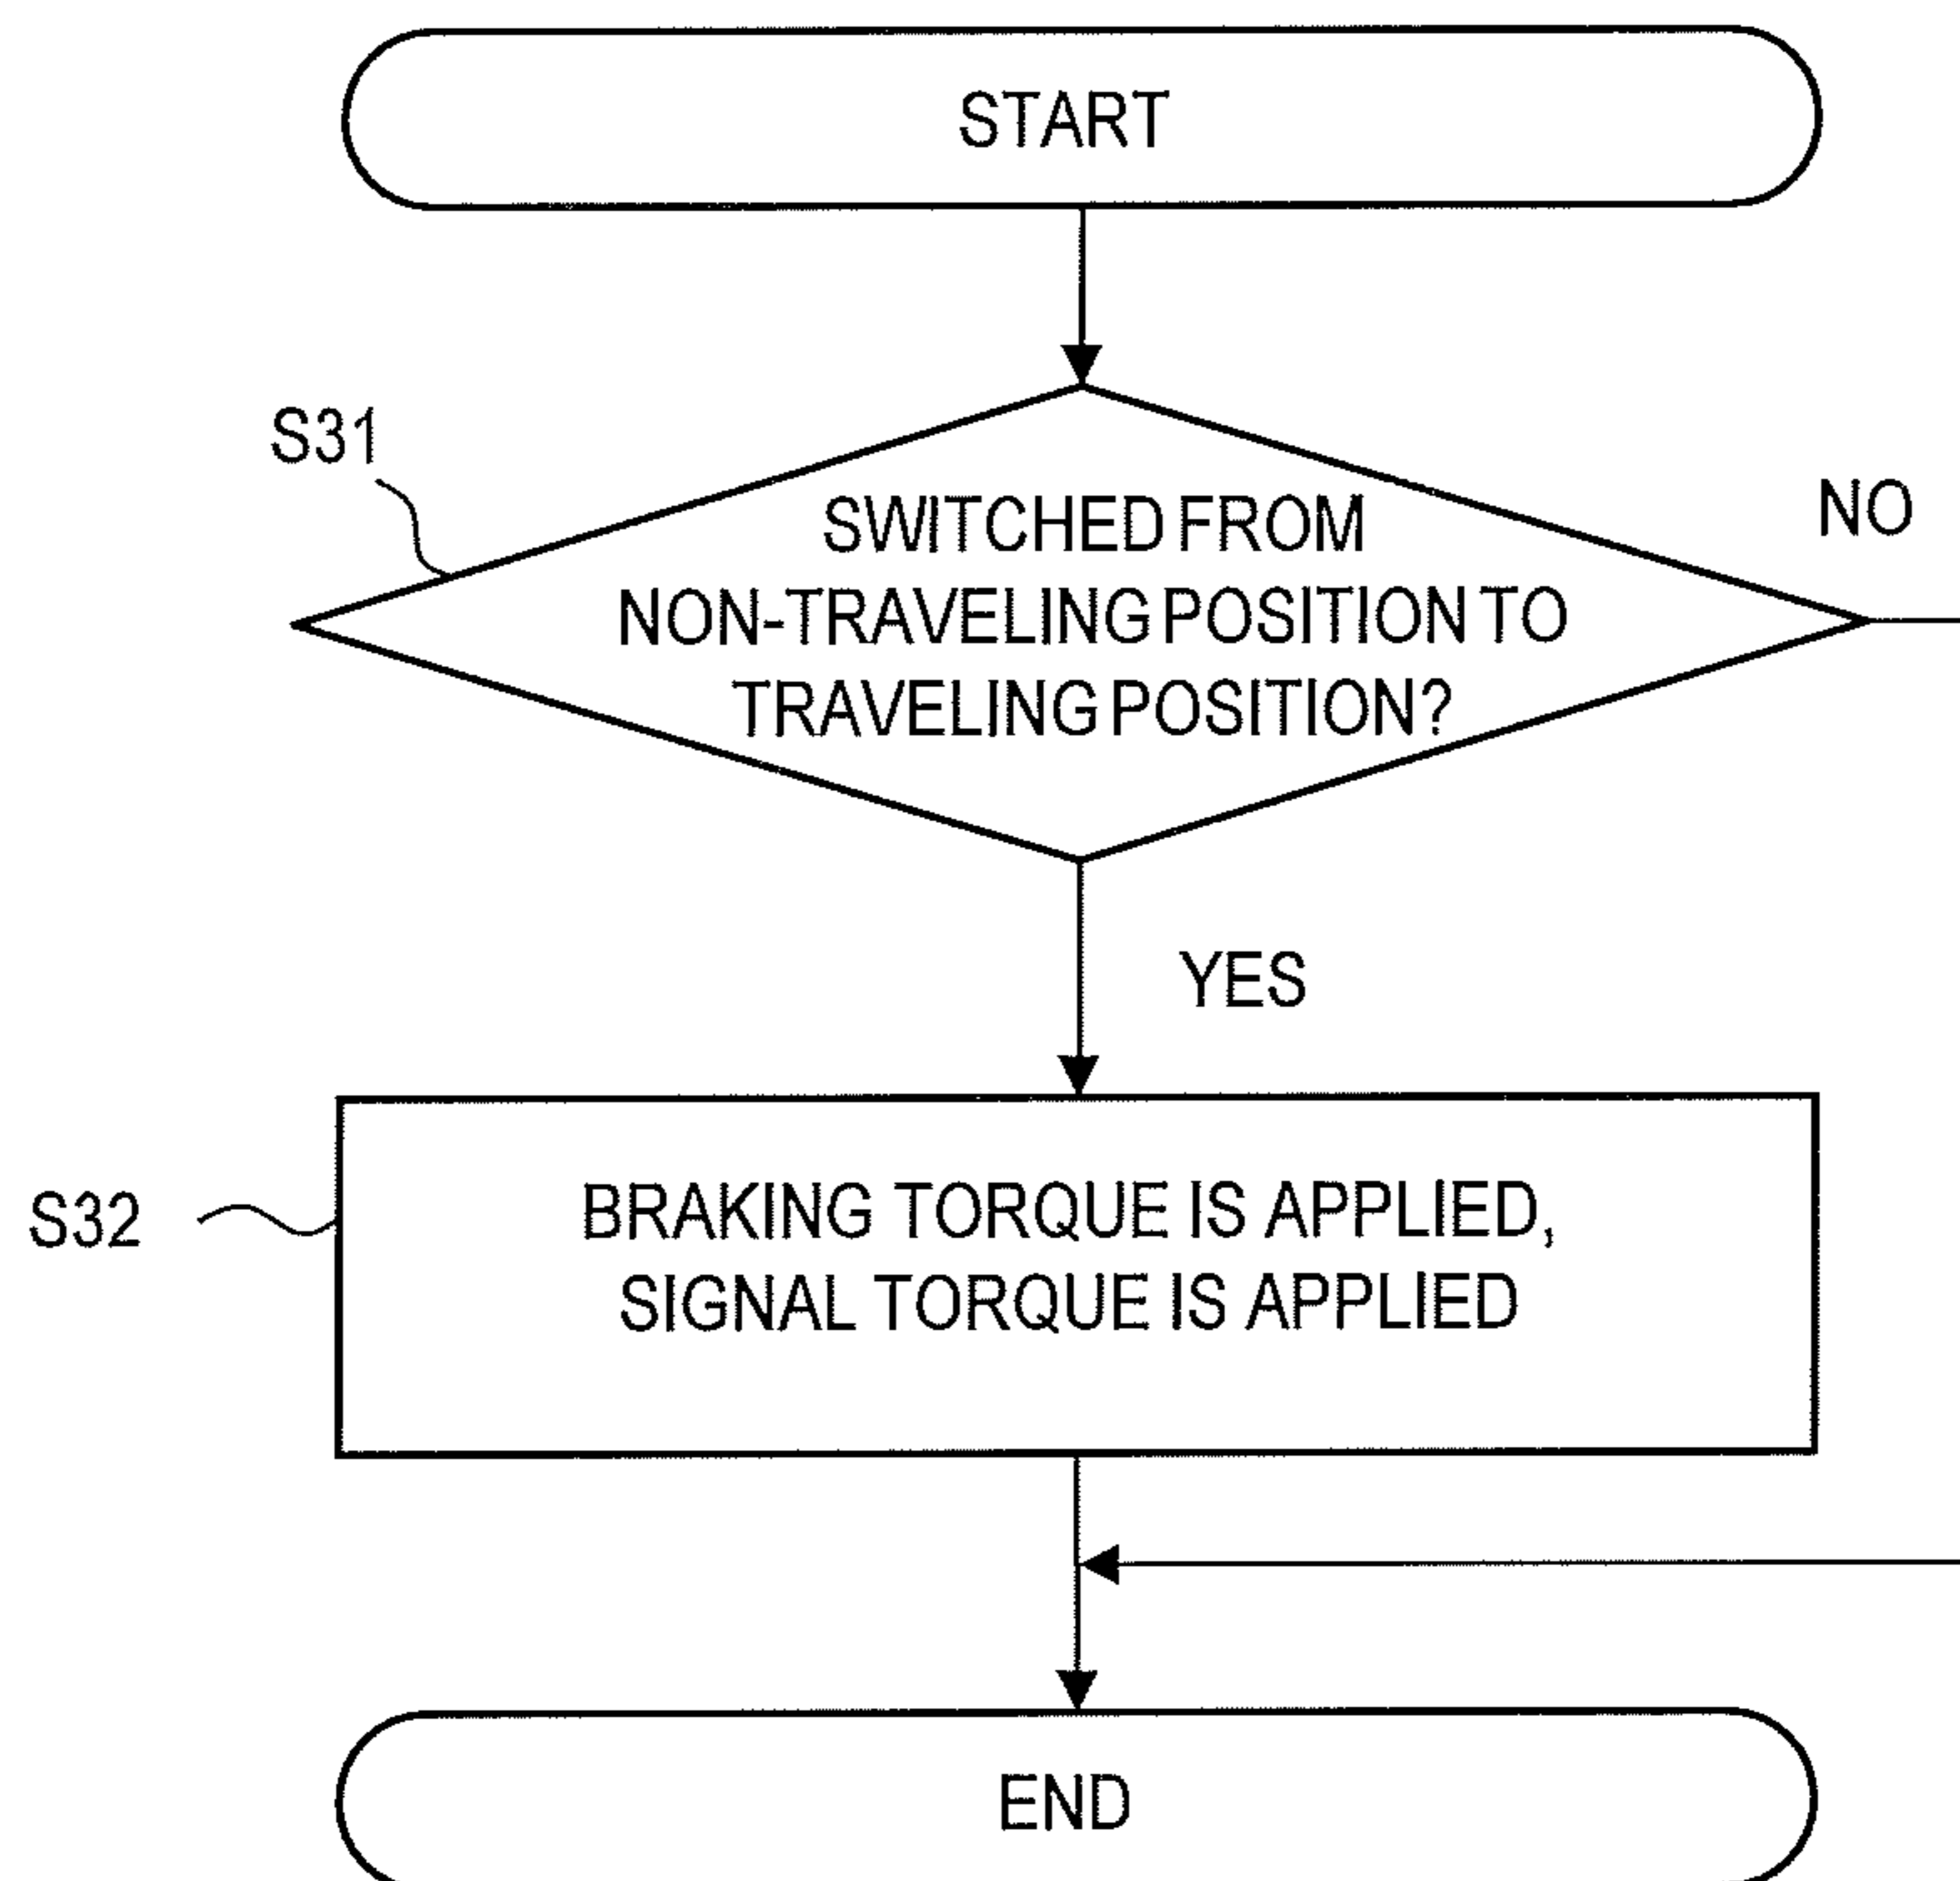 START
S31
SWITCHED FROM
NON-TRAVELING POSITION TO
TRAVELING POSITION?
NO
YES
S32
BRAKING TORQUE IS APPLIED,
SIGNAL TORQUE IS APPLIED
END